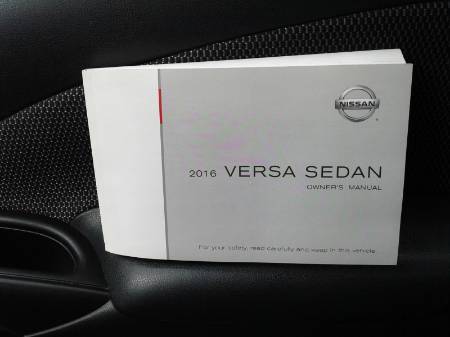 NISSAN
2016 VERSA SEDAN
OWNER'S MANUAL
For your safety, read carefully and keep in this vehicle.